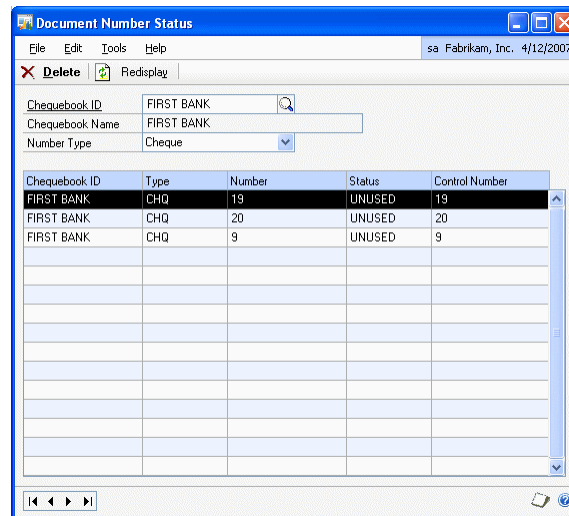 Document Number Status
File Edit Tools Help sa Fabrikam, Inc. 4/12/2007
Delete Redisplay
Chequebook ID FIRST BANK
Chequebook Name FIRST BANK
Number Type Cheque
Chequebook ID Type Number Status Control Number
FIRST BANK CHQ 19 UNUSED 19
FIRST BANK CHQ 20 UNUSED 20
FIRST BANK CHQ 9 UNUSED 9